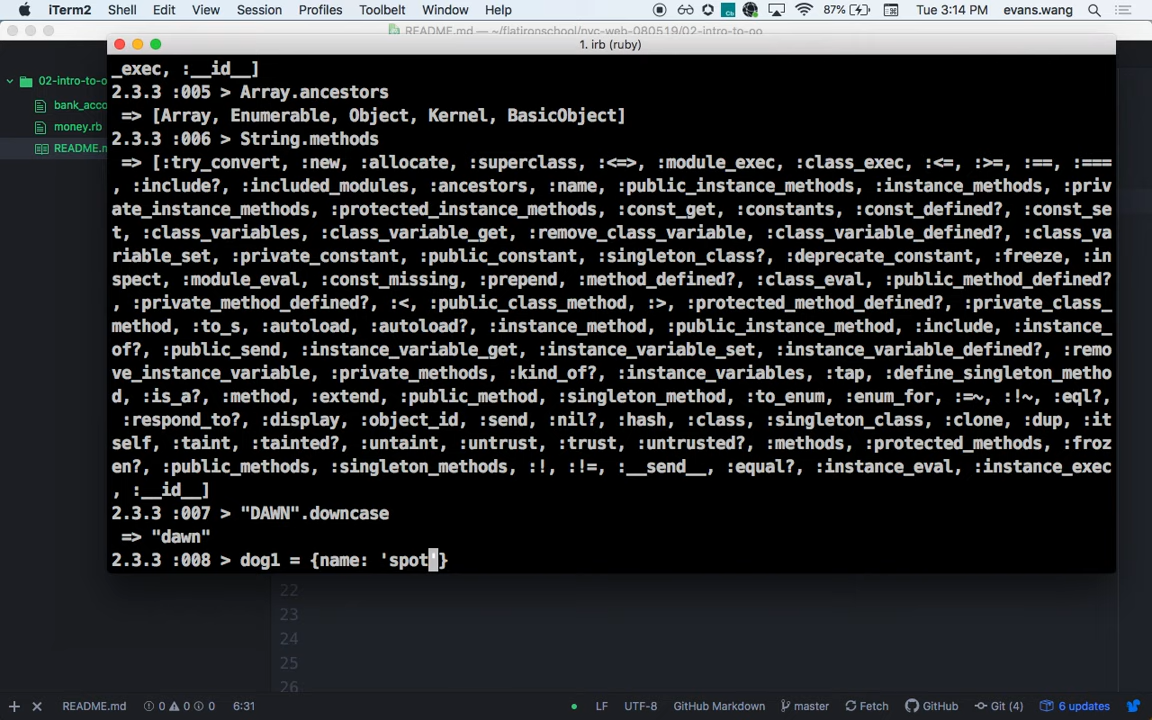 iTerm2 Shell Edit View Session Profiles Toolbelt Window Help 87% Tue 3:14 PM evans.wang
README.md — ~/flatironschool/nyc-web-080519/02-intro-to-oo
1. irb (ruby)
_exec, :__id__]
02-intro-to-o
2.3.3 :005 > Array.ancestors
bank_acco
=> [Array, Enumerable, Object, Kernel, BasicObject]
money.rb
2.3.3 :006 > String.methods
README.m
=> [:try_convert, :new, :allocate, :superclass, :<=>, :module_exec, :class_exec, :<=, :>=, :==, :===
, :include?, :included_modules, :ancestors, :name, :public_instance_methods, :instance_methods, :priv
ate_instance_methods, :protected_instance_methods, :const_get, :constants, :const_defined?, :const_se
t, :class_variables, :class_variable_get, :remove_class_variable, :class_variable_defined?, :class_va
riable_set, :private_constant, :public_constant, :singleton_class?, :deprecate_constant, :freeze, :in
spect, :module_eval, :const_missing, :prepend, :method_defined?, :class_eval, :public_method_defined?
, :private_method_defined?, :<, :public_class_method, :>, :protected_method_defined?, :private_class_
method, :to_s, :autoload, :autoload?, :instance_method, :public_instance_method, :include, :instance_
of?, :public_send, :instance_variable_get, :instance_variable_set, :instance_variable_defined?, :remo
ve_instance_variable, :private_methods, :kind_of?, :instance_variables, :tap, :define_singleton_metho
d, :is_a?, :method, :extend, :public_method, :singleton_method, :to_enum, :enum_for, :=~, :!~, :eql?,
:respond_to?, :display, :object_id, :send, :nil?, :hash, :class, :singleton_class, :clone, :dup, :it
self, :taint, :tainted?, :untaint, :untrust, :trust, :untrusted?, :methods, :protected_methods, :froz
en?, :public_methods, :singleton_methods, :!, :!=, :__send__, :equal?, :instance_eval, :instance_exec
, :__id__]
2.3.3 :007 > "DAWN".downcase
=> "dawn"
2.3.3 :008 > dog1 = {name: 'spot'}
22
23
24
25
26
README.md 0 0 0 6:31 LF UTF-8 GitHub Markdown master Fetch GitHub Git (4) 6 updates